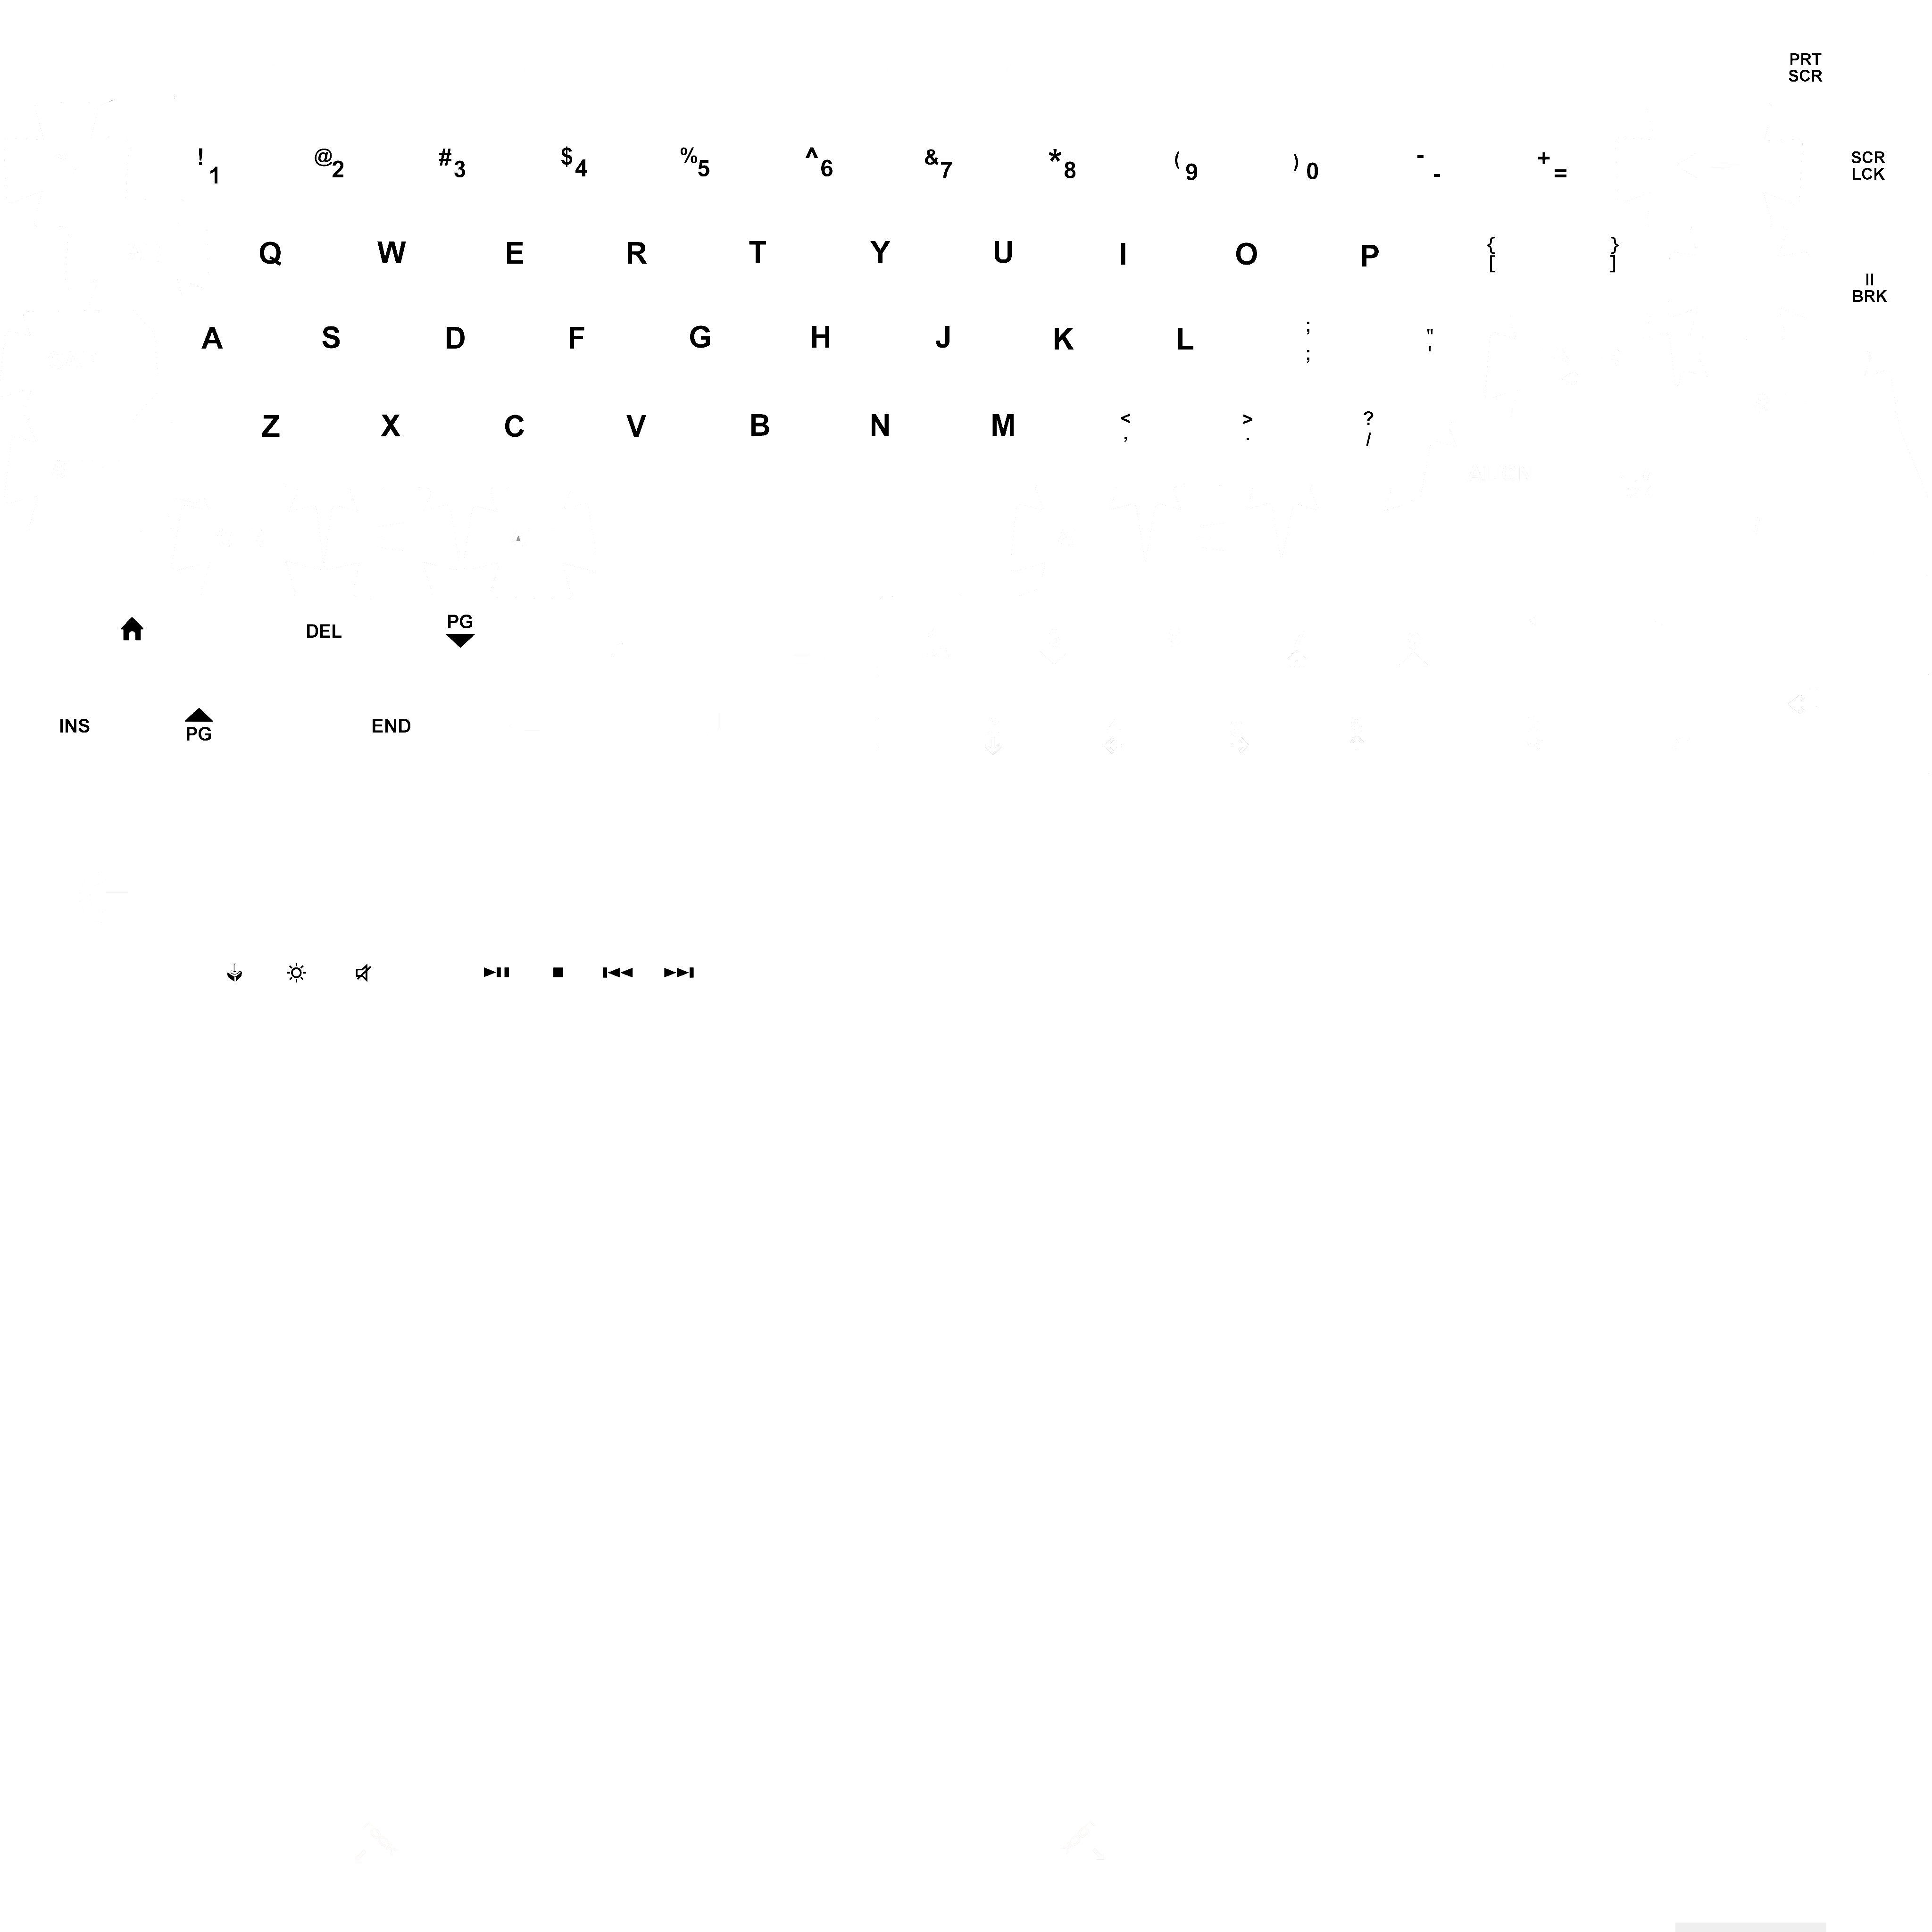 PRT
SCR
! 1 @ 2 # 3 $ 4 % 5 ^ 6 & 7 * 8 ( 9 ) 0 - - + =
SCR
LCK
Q W E R T Y U I O P { [ } ]
II
BRK
A S D F G H J K L ; ; " '
Z X C V B N M < , > . ? /
DEL
PG
INS
PG
END